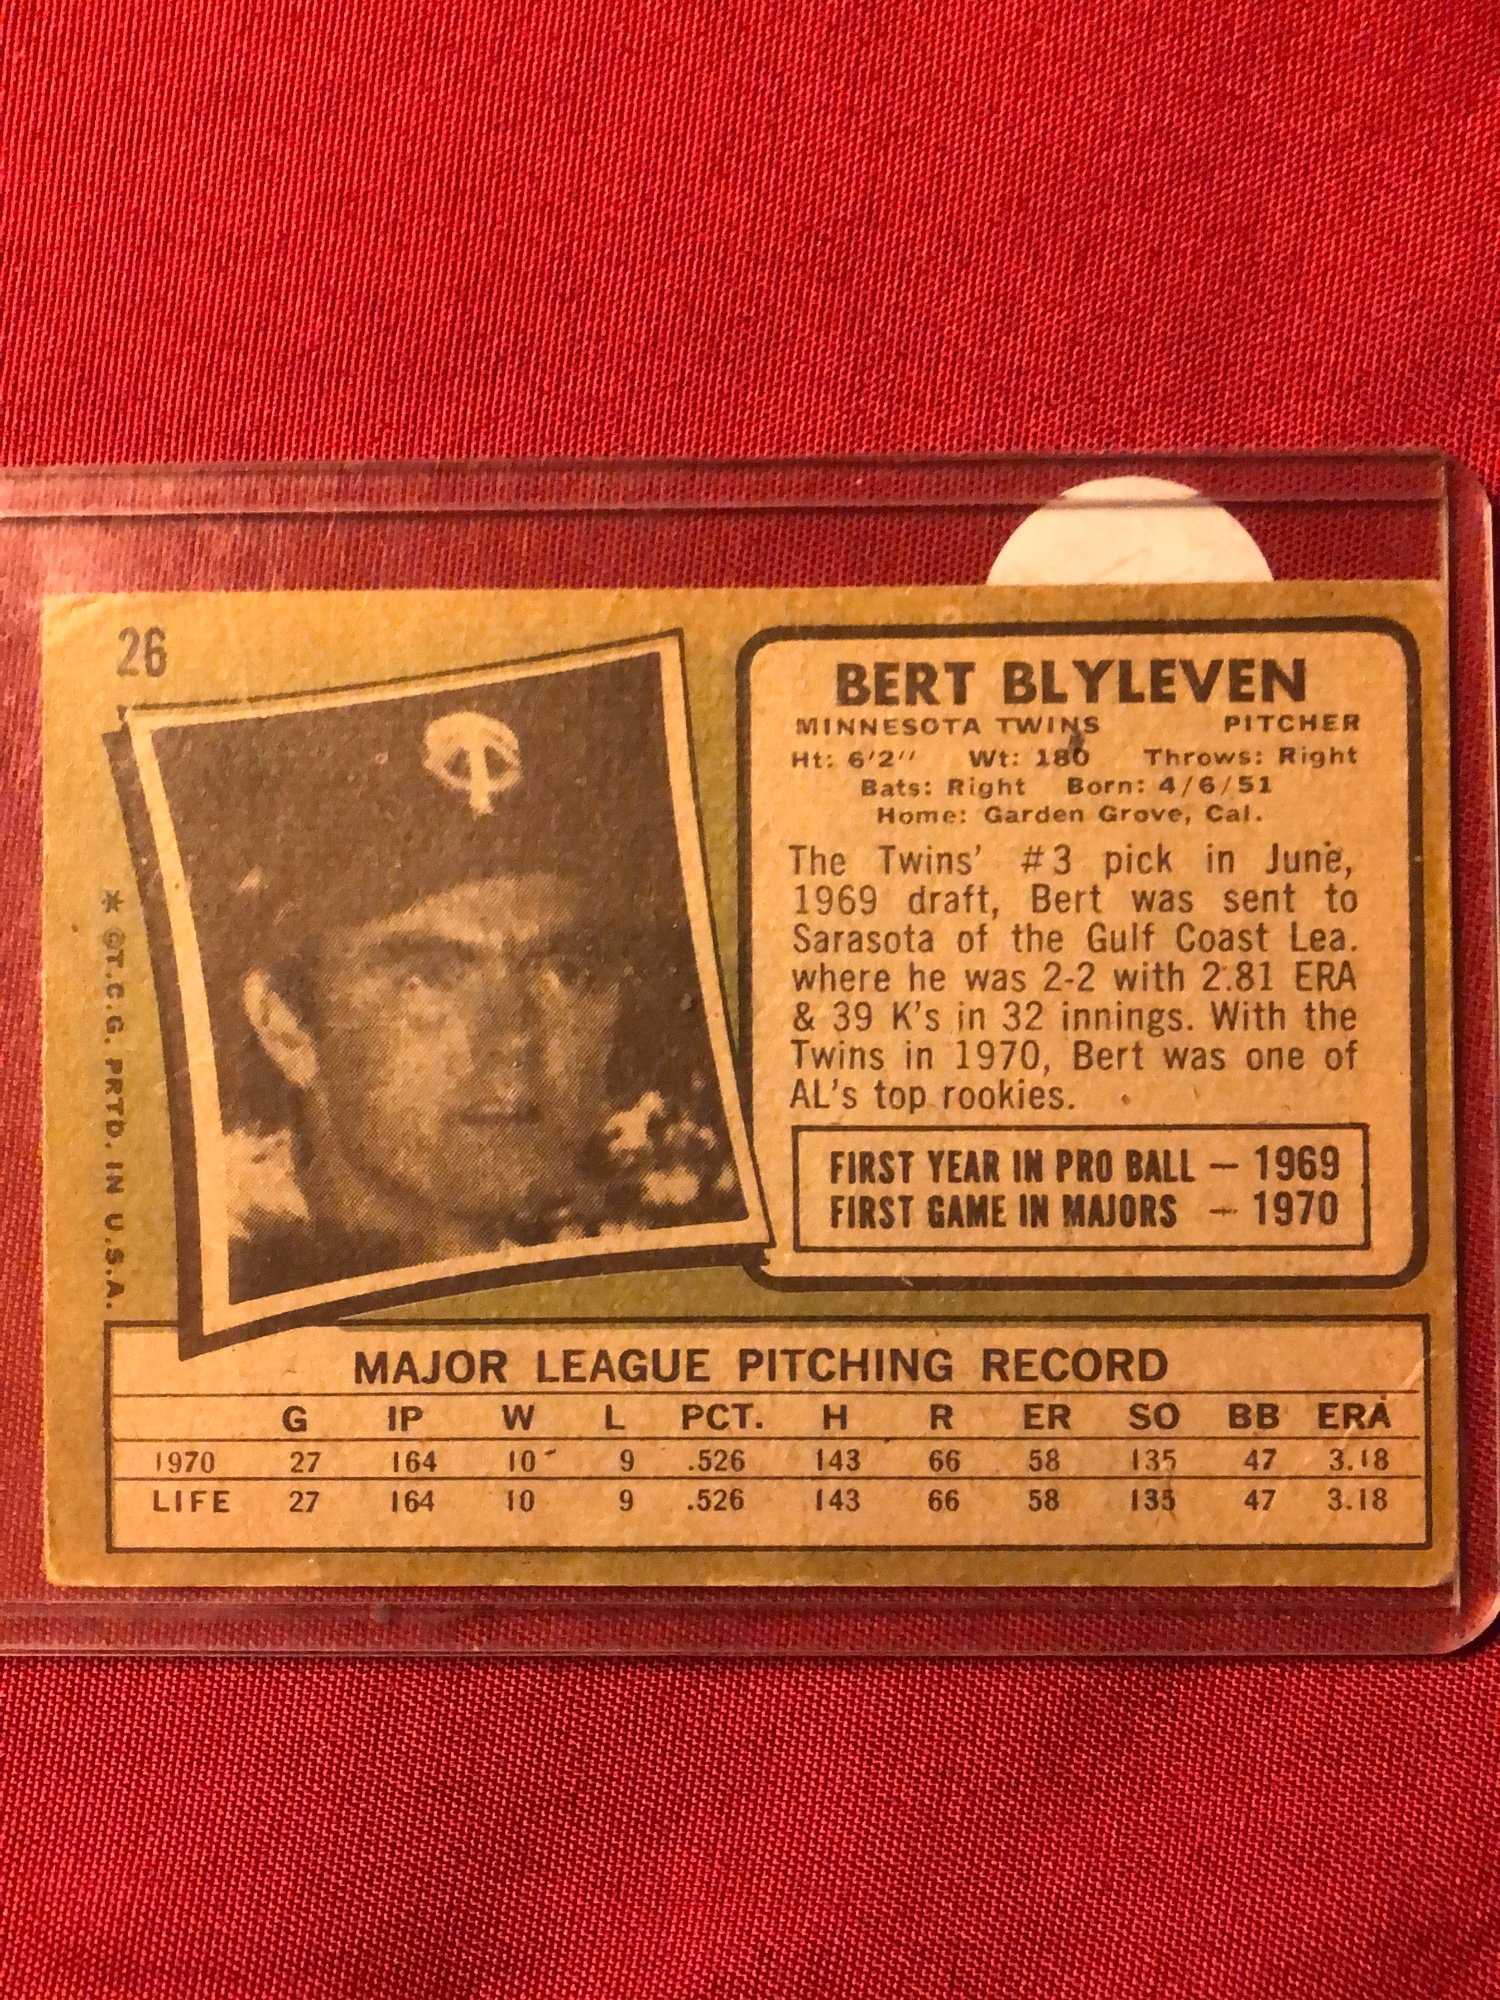 26
BERT BLYLEVEN
MINNESOTA TWINS PITCHER
Ht: 6'2" Wt: 180 Throws: Right
Bats: Right Born: 4/6/51
Home: Garden Grove, Cal.
The Twins' #3 pick in June,
1969 draft, Bert was sent to
Sarasota of the Gulf Coast Lea.
where he was 2-2 with 2.81 ERA
& 39 K's in 32 innings. With the
Twins in 1970, Bert was one of
AL's top rookies.
FIRST YEAR IN PRO BALL — 1969
FIRST GAME IN MAJORS — 1970
* ©T.C.G. PRTD. IN U.S.A.
MAJOR LEAGUE PITCHING RECORD
G IP W L PCT. H R ER SO BB ERA
1970 27 164 10 9 .526 143 66 58 135 47 3.18
LIFE 27 164 10 9 .526 143 66 58 135 47 3.18